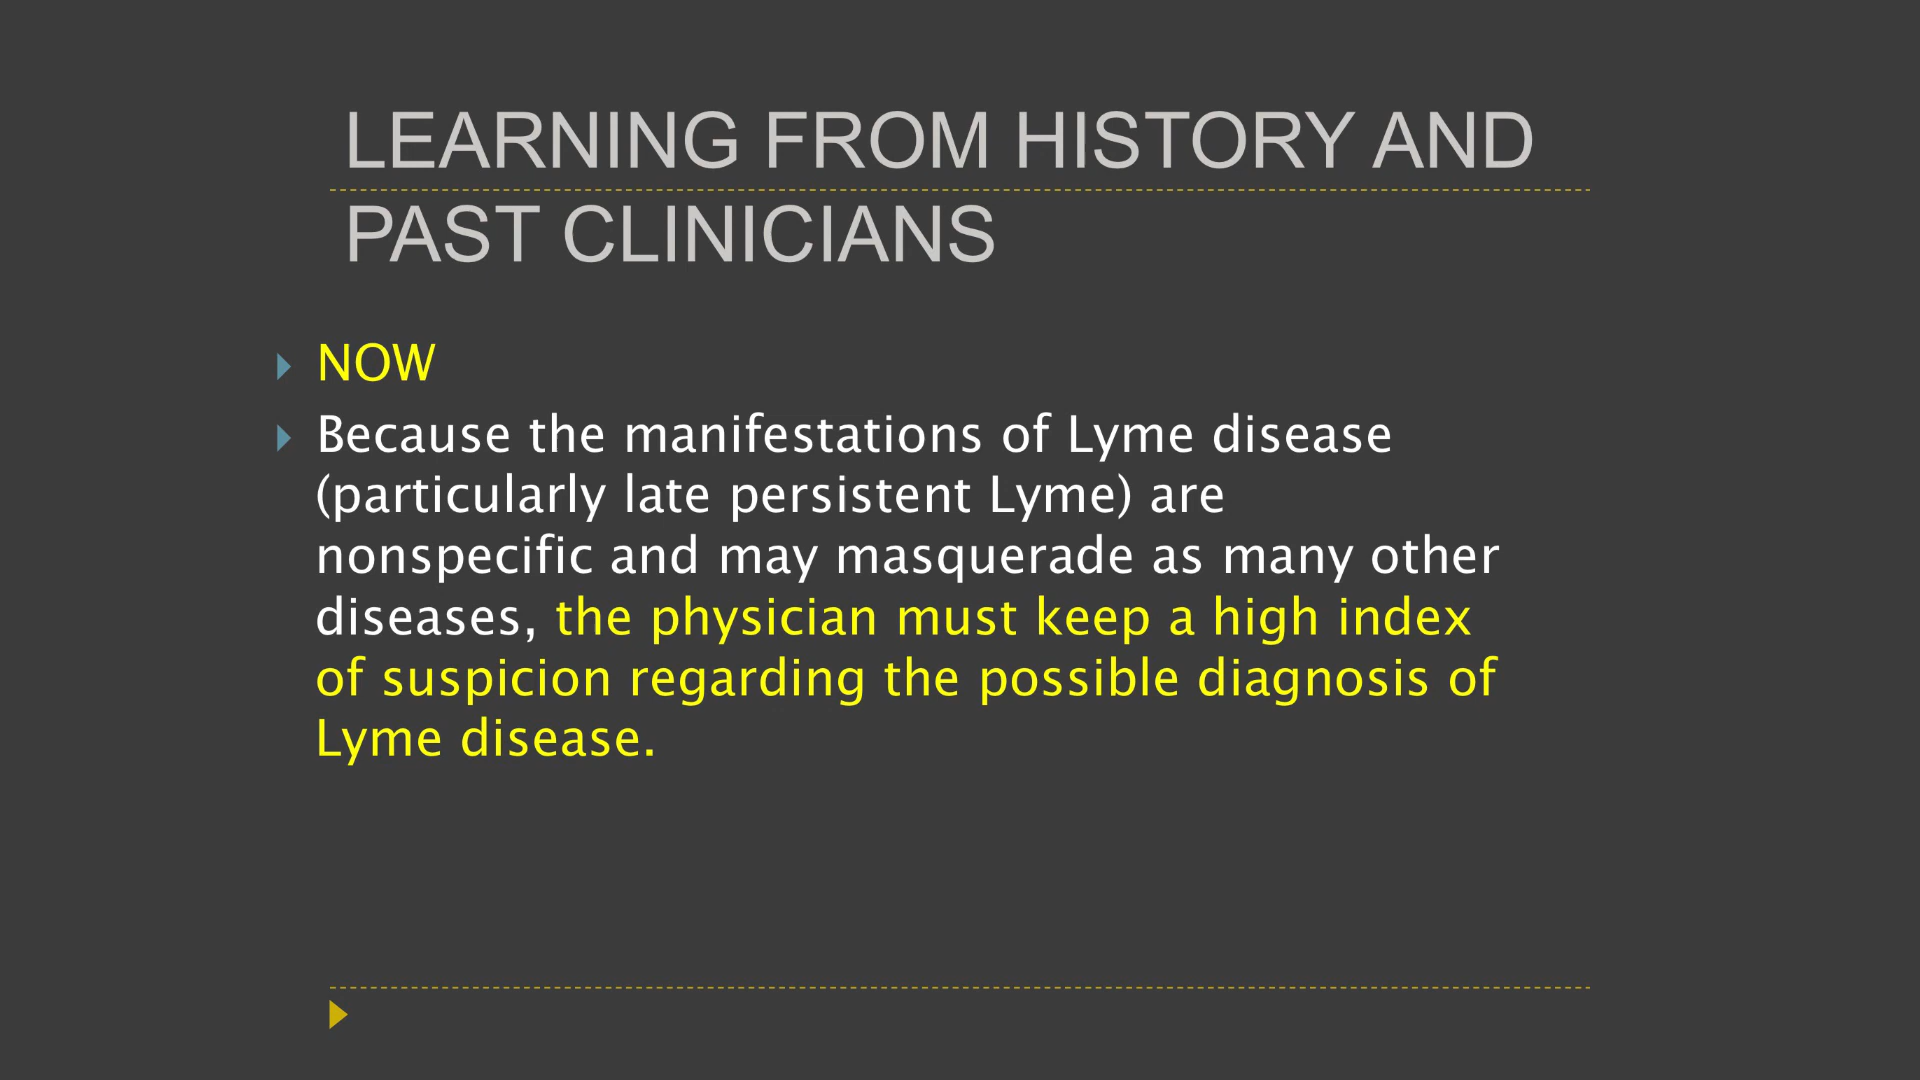 LEARNING FROM HISTORY AND
PAST CLINICIANS
NOW
Because the manifestations of Lyme disease
(particularly late persistent Lyme) are
nonspecific and may masquerade as many other
diseases, the physician must keep a high index
of suspicion regarding the possible diagnosis of
Lyme disease.